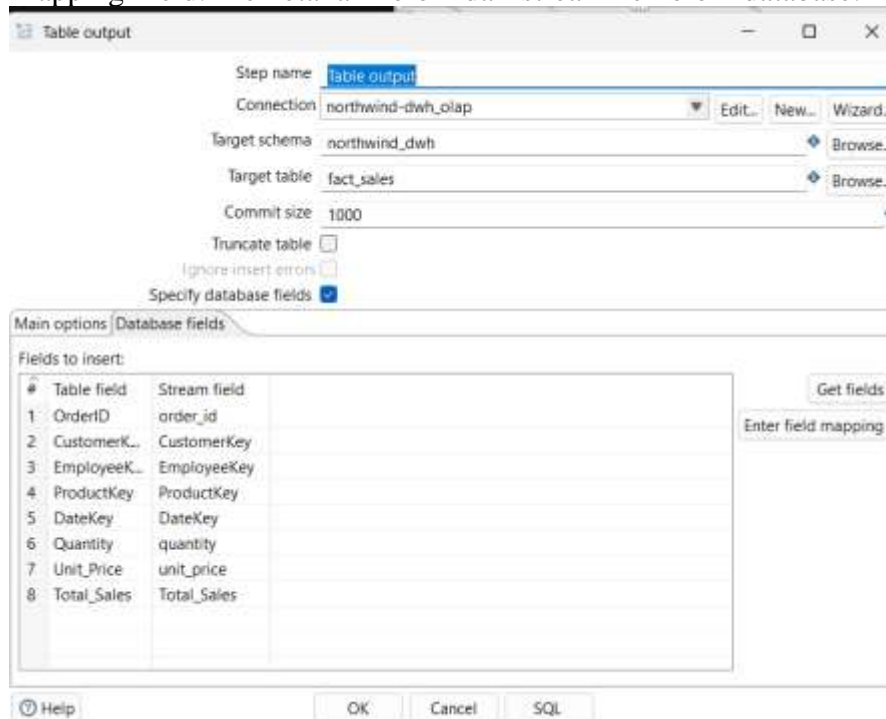 Table output
Step name Table output
Connection northwind-dwh_olap Edit... New... Wizard.
Target schema northwind_dwh Browse.
Target table fact_sales Browse.
Commit size 1000
Truncate table
Ignore insert errors
Specify database fields
Main options Database fields
Fields to insert:
# Table field Stream field
Get fields
1 OrderID order_id
Enter field mapping
2 CustomerK... CustomerKey
3 EmployeeK... EmployeeKey
4 ProductKey ProductKey
5 DateKey DateKey
6 Quantity quantity
7 Unit_Price unit_price
8 Total_Sales Total_Sales
Help OK Cancel SQL